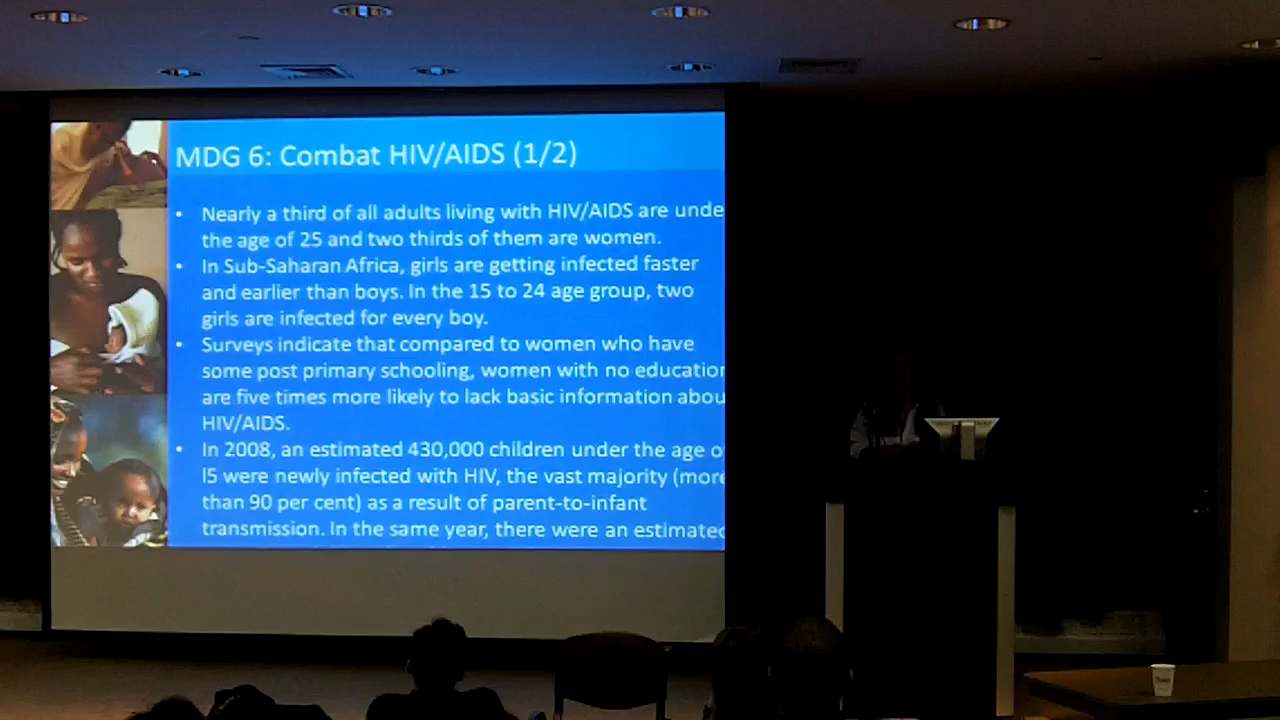 MDG 6: Combat HIV/AIDS (1/2)
• Nearly a third of all adults living with HIV/AIDS are unde
the age of 25 and two thirds of them are women.
• In Sub-Saharan Africa, girls are getting infected faster
and earlier than boys. In the 15 to 24 age group, two
girls are infected for every boy.
• Surveys indicate that compared to women who have
some post primary schooling, women with no education
are five times more likely to lack basic information abou
HIV/AIDS.
• In 2008, an estimated 430,000 children under the age o
l5 were newly infected with HIV, the vast majority (more
than 90 per cent) as a result of parent-to-infant
transmission. In the same year, there were an estimated